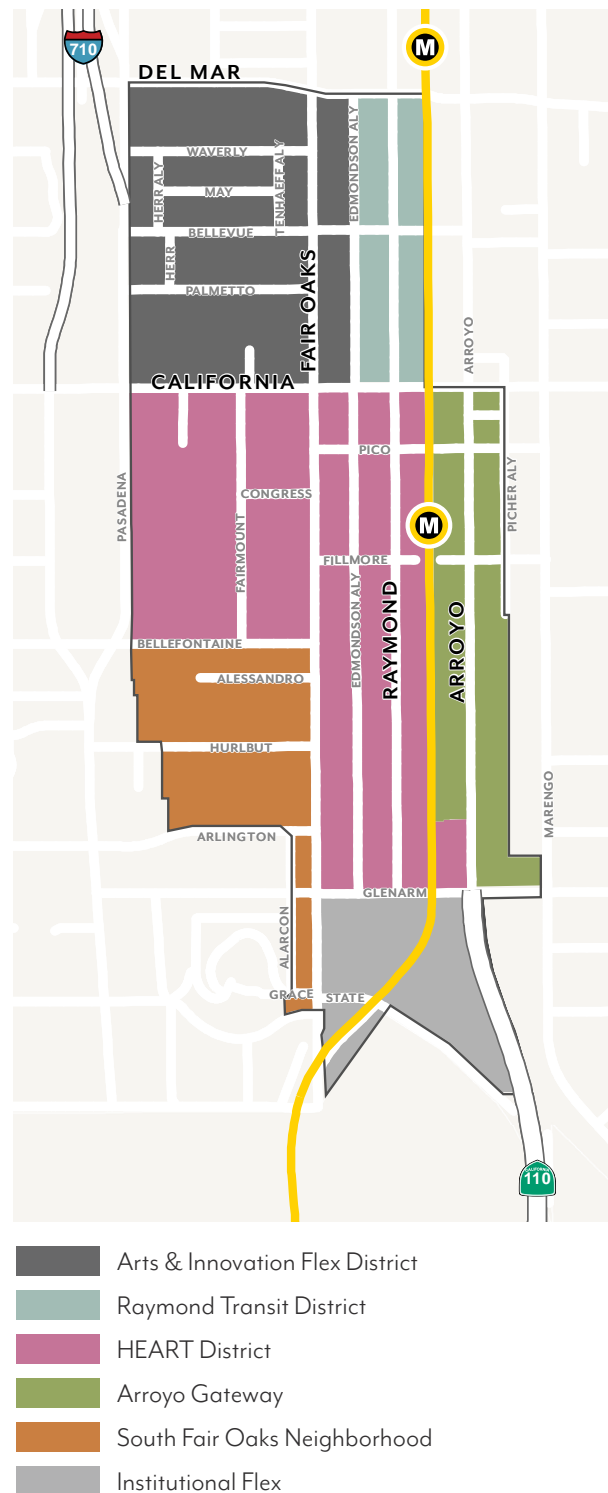 M
710
DEL MAR
WAVERLY
HERR ALY
MAY
TENHAEFF ALY
EDMONDSON ALY
BELLEVUE
HERR
PALMETTO
FAIR OAKS
ARROYO
CALIFORNIA
PICO
PASADENA
CONGRESS
PICHER ALY
M
FAIRMOUNT
FILLMORE
EDMONDSON ALY
RAYMOND
ARROYO
BELLEFONTAINE
ALESSANDRO
HURLBUT
MARENGO
ARLINGTON
GLENARM
ALARCON
GRACE
STATE
CALIFORNIA
110
Arts & Innovation Flex District
Raymond Transit District
HEART District
Arroyo Gateway
South Fair Oaks Neighborhood
Institutional Flex